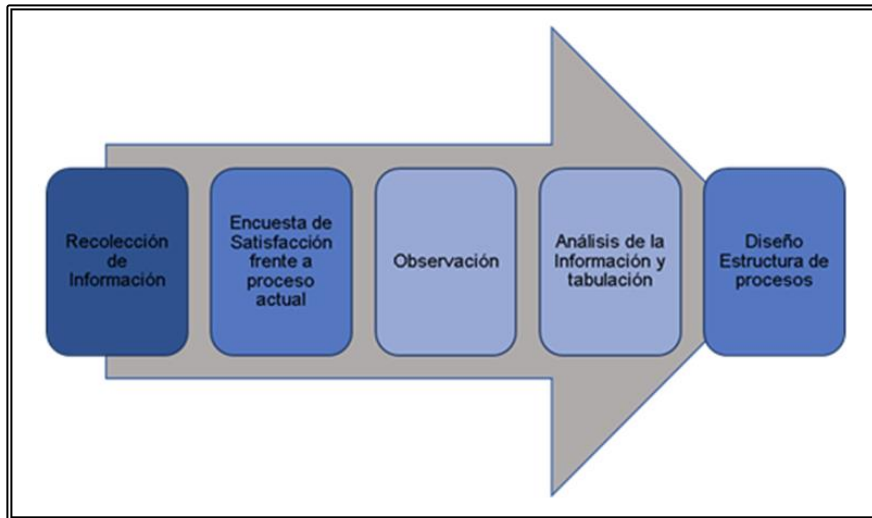 Recolección
de
Información
Encuesta de
Satisfacción
frente a
proceso
actual
Observación
Análisis de la
Información y
tabulación
Diseño
Estructura de
procesos